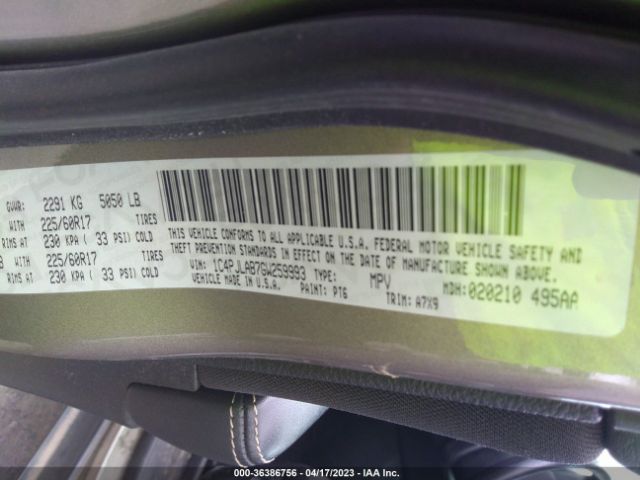 GVWR: 2291 KG 5050 LB
WITH 225/60R17 TIRES
RIMS AT 230 KPA ( 33 PSI) COLD
WITH 225/60R17 TIRES
RIMS AT 230 KPA ( 33 PSI) COLD
THIS VEHICLE CONFORMS TO ALL APPLICABLE U.S.A. FEDERAL MOTOR VEHICLE SAFETY AND
THEFT PREVENTION STANDARDS IN EFFECT ON THE DATE OF MANUFACTURE SHOWN ABOVE.
VIN: 1C4PJLAB7GW259993 TYPE: MPV MDH: 020210 495AA
VEHICLE MADE IN U.S.A. PAINT: PT6 TRIM: A7X9
000-36386756 - 04/17/2023 - IAA Inc.